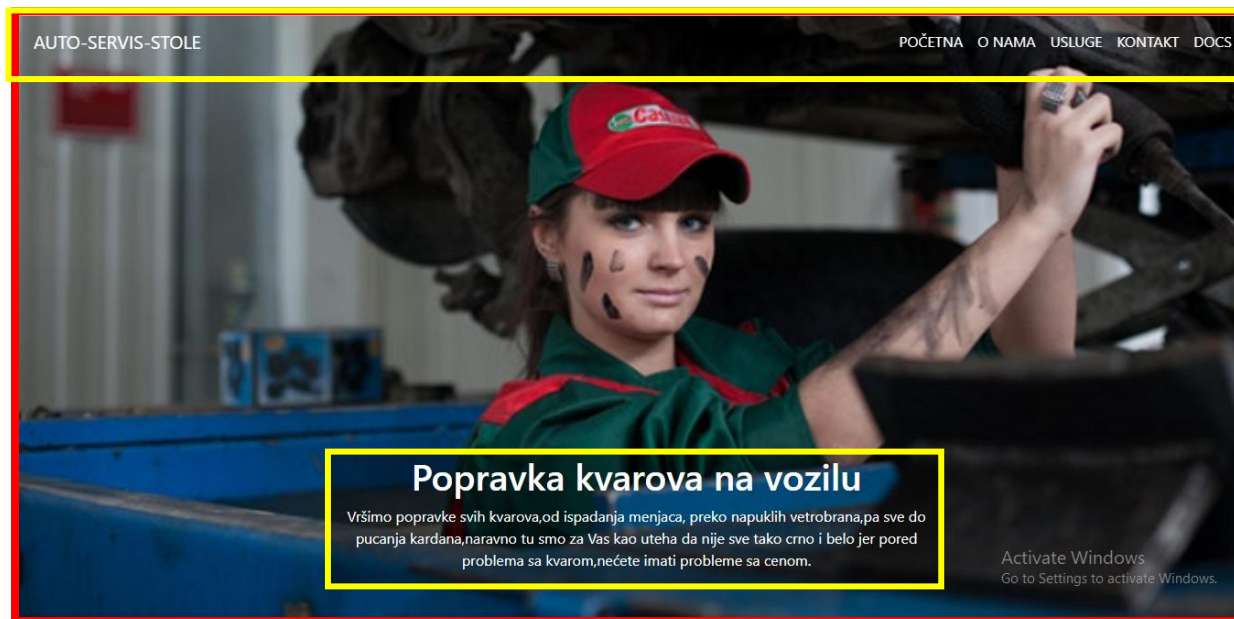 AUTO-SERVIS-STOLE
POČETNA O NAMA USLUGE KONTAKT DOCS
Popravka kvarova na vozilu
Vršimo popravke svih kvarova,od ispadanja menjaca, preko napuklih vetrobrana,pa sve do
pucanja kardana,naravno tu smo za Vas kao uteha da nije sve tako crno i belo jer pored
problema sa kvarom,nećete imati probleme sa cenom.
Activate Windows
Go to Settings to activate Windows.